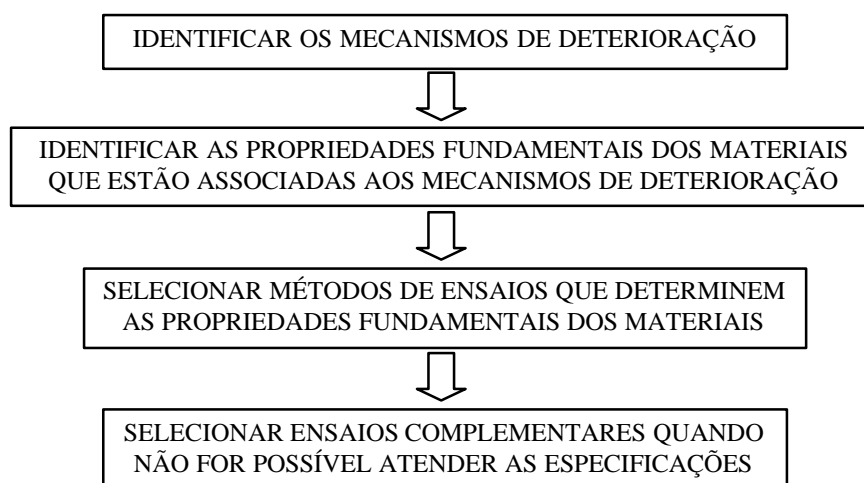 IDENTIFICAR OS MECANISMOS DE DETERIORAÇÃO
IDENTIFICAR AS PROPRIEDADES FUNDAMENTAIS DOS MATERIAIS
QUE ESTÃO ASSOCIADAS AOS MECANISMOS DE DETERIORAÇÃO
SELECIONAR MÉTODOS DE ENSAIOS QUE DETERMINEM
AS PROPRIEDADES FUNDAMENTAIS DOS MATERIAIS
SELECIONAR ENSAIOS COMPLEMENTARES QUANDO
NÃO FOR POSSÍVEL ATENDER AS ESPECIFICAÇÕES